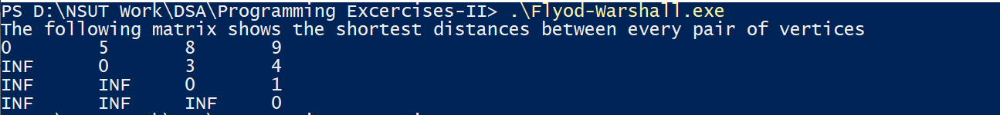 PS D:\NSUT Work\DSA\Programming Excercises-II> .\Flyod-Warshall.exe
The following matrix shows the shortest distances between every pair of vertices
0 5 8 9
INF 0 3 4
INF INF 0 1
INF INF INF 0